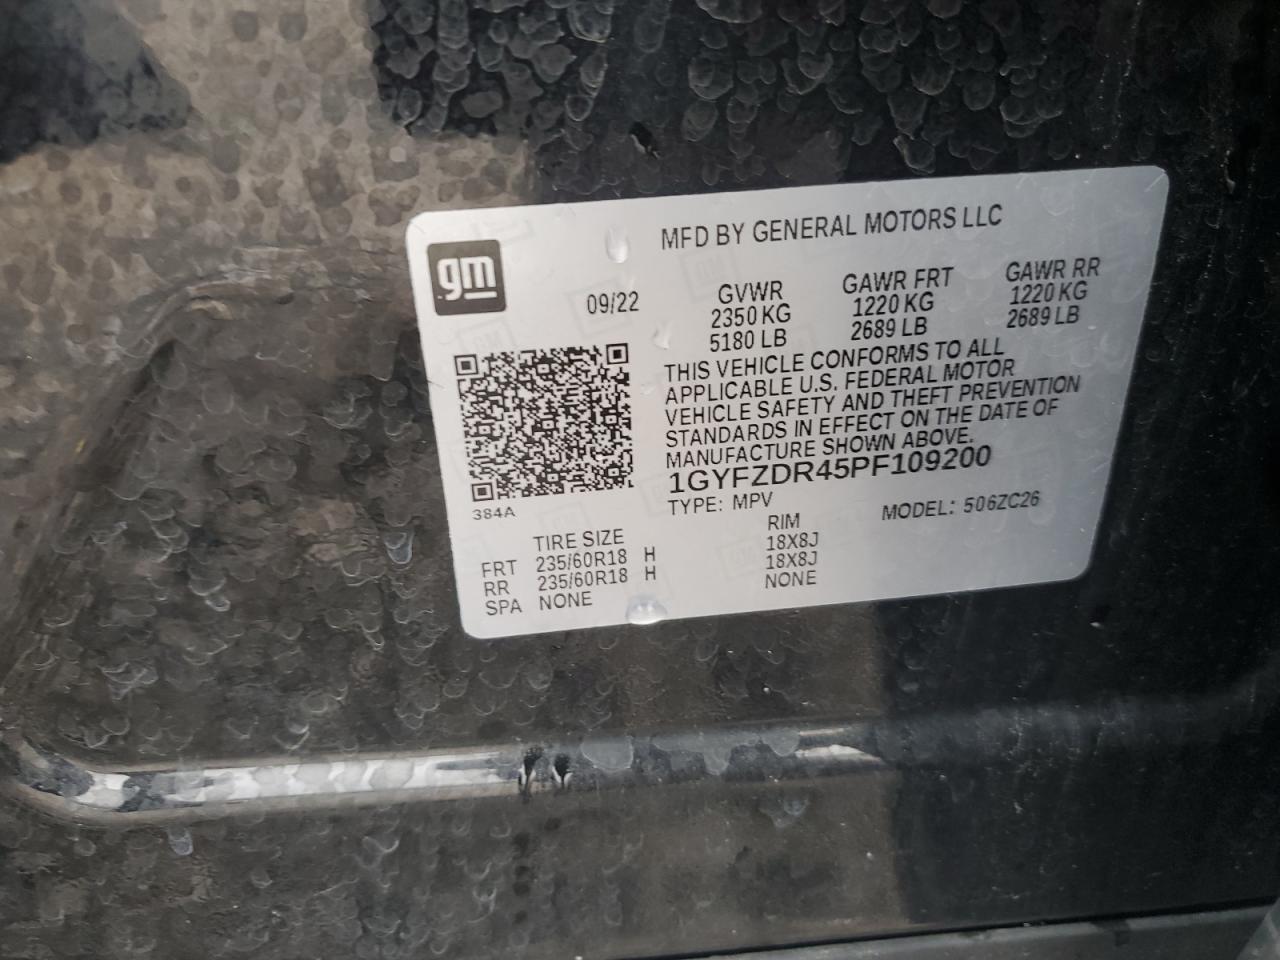 MFD BY GENERAL MOTORS LLC
gm
09/22
GVWR GAWR FRT GAWR RR
2350 KG 1220 KG 1220 KG
5180 LB 2689 LB 2689 LB
THIS VEHICLE CONFORMS TO ALL
APPLICABLE U.S. FEDERAL MOTOR
VEHICLE SAFETY AND THEFT PREVENTION
STANDARDS IN EFFECT ON THE DATE OF
MANUFACTURE SHOWN ABOVE.
1GYFZDR45PF109200
TYPE: MPV MODEL: 506ZC26
384A
TIRE SIZE RIM
FRT 235/60R18 H 18X8J
RR 235/60R18 H 18X8J
SPA NONE NONE